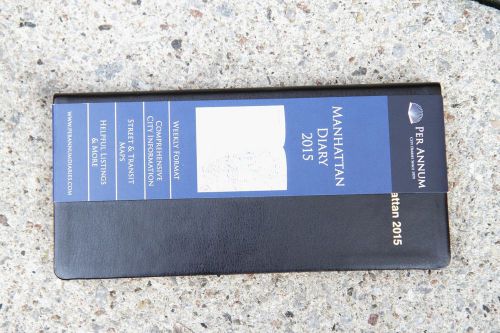 PER ANNUM
MANHATTAN
DIARY
2015
WEEKLY FORMAT
COMPREHENSIVE
CITY INFORMATION
STREET & TRANSIT
MAPS
HELPFUL LISTINGS
& MORE
WWW.PERANNUMDIARIES.COM
attan 2015